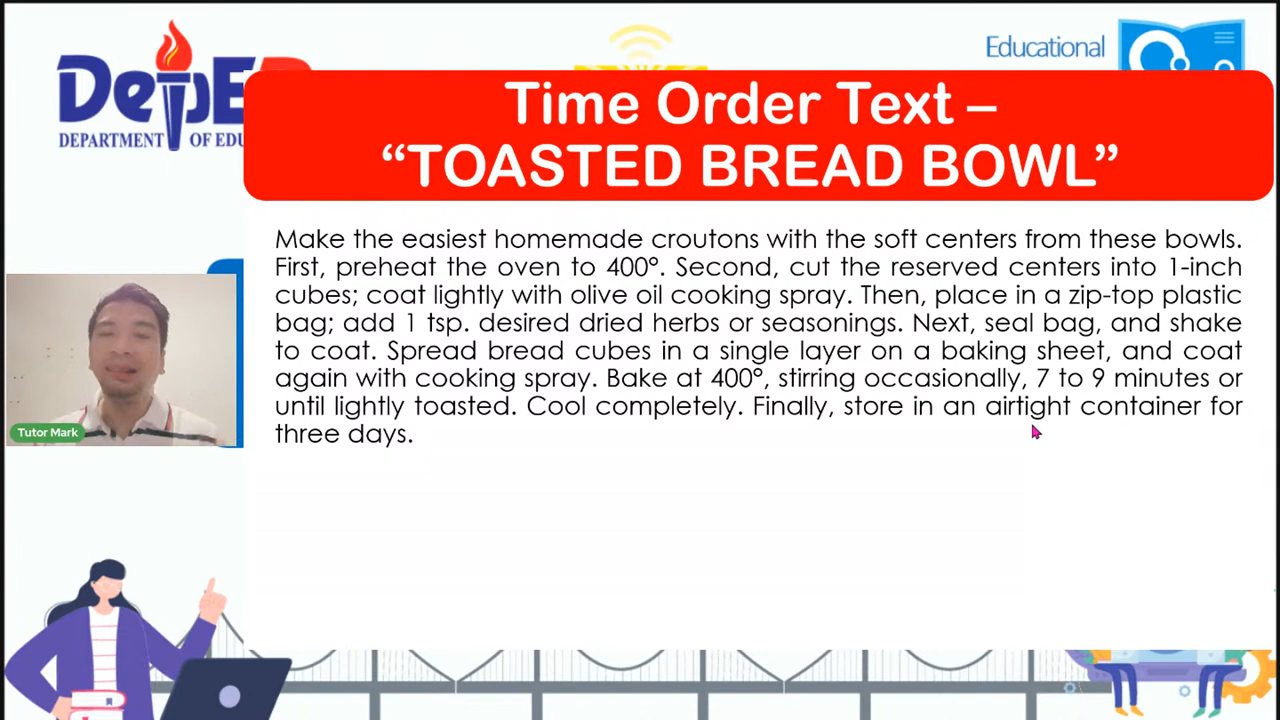 DepE
DEPARTMENT OF EDU
Educational
Time Order Text –
“TOASTED BREAD BOWL”
Make the easiest homemade croutons with the soft centers from these bowls.
First, preheat the oven to 400°. Second, cut the reserved centers into 1-inch
cubes; coat lightly with olive oil cooking spray. Then, place in a zip-top plastic
bag; add 1 tsp. desired dried herbs or seasonings. Next, seal bag, and shake
to coat. Spread bread cubes in a single layer on a baking sheet, and coat
again with cooking spray. Bake at 400°, stirring occasionally, 7 to 9 minutes or
until lightly toasted. Cool completely. Finally, store in an airtight container for
three days.
Tutor Mark